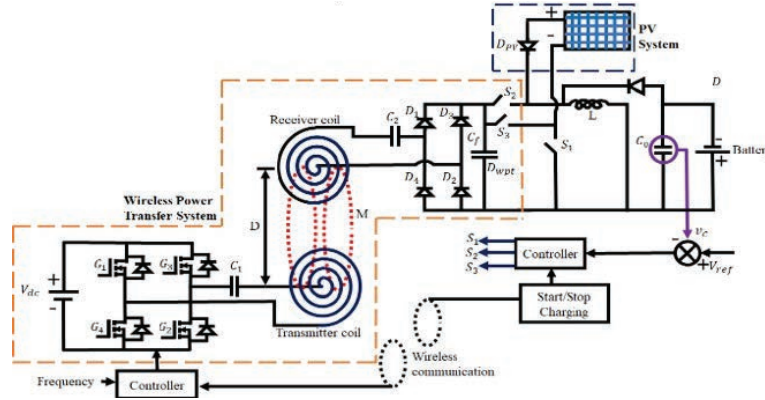 PV
System
+
-
D_PV
S_2
S_3
S_1
L
D
C_0
-
+
Batter
Receiver coil
C_2
D_3
C_f
D_wpt
D_4
D_2
Wireless Power
Transfer System
D
M
v_c
-
+
V_ref
S_1
S_2
S_3
Controller
Start/Stop
Charging
V_dc
+
-
G_1
G_3
G_4
G_2
C_1
Transmitter coil
Wireless
communication
Frequency
Controller